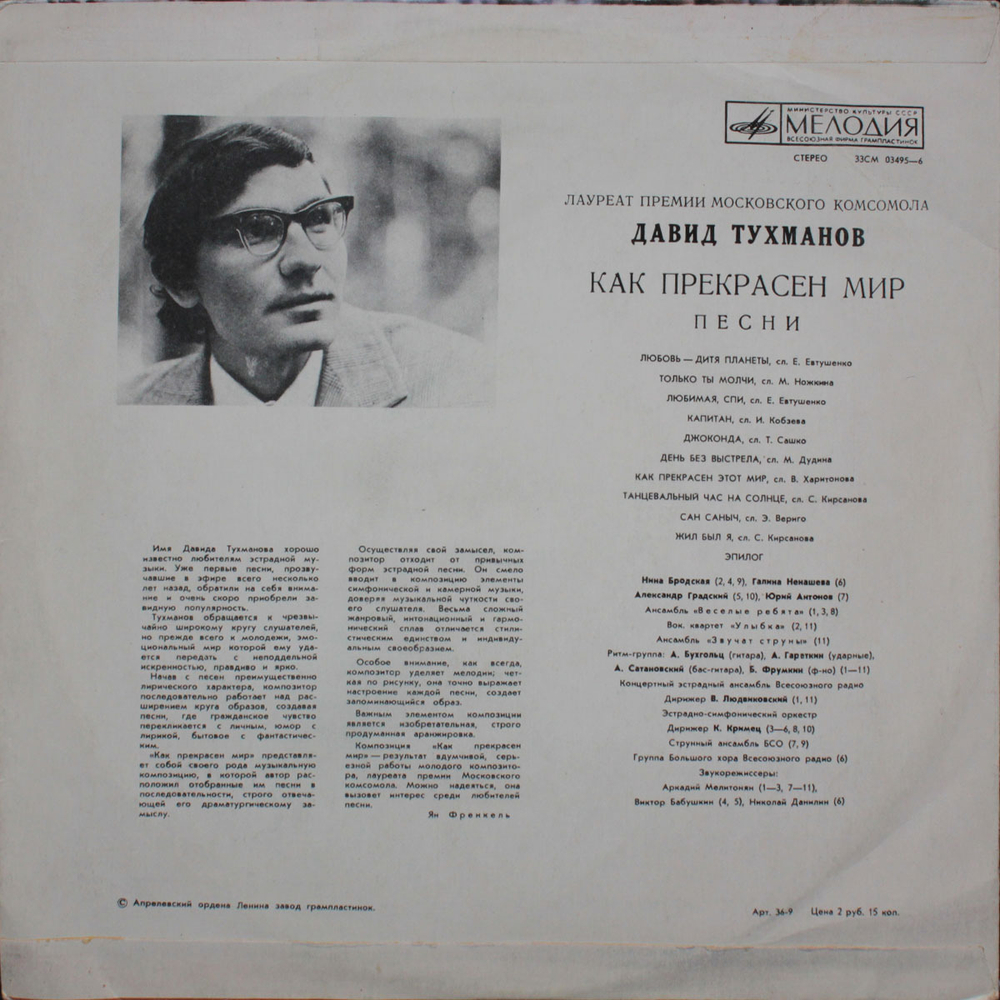 МИНИСТЕРСТВО КУЛЬТУРЫ СССР
МЕЛОДИЯ
ВСЕСОЮЗНАЯ ФИРМА ГРАМПЛАСТИНОК
СТЕРЕО 33СМ 03495—6
ЛАУРЕАТ ПРЕМИИ МОСКОВСКОГО КОМСОМОЛА
ДАВИД ТУХМАНОВ
КАК ПРЕКРАСЕН МИР
ПЕСНИ
ЛЮБОВЬ — ДИТЯ ПЛАНЕТЫ, сл. Е. Евтушенко
ТОЛЬКО ТЫ МОЛЧИ, сл. М. Ножкина
ЛЮБИМАЯ, СПИ, сл. Е. Евтушенко
КАПИТАН, сл. И. Кобзева
ДЖОКОНДА, сл. Т. Сашко
ДЕНЬ БЕЗ ВЫСТРЕЛА, сл. М. Дудина
КАК ПРЕКРАСЕН ЭТОТ МИР, сл. В. Харитонова
ТАНЦЕВАЛЬНЫЙ ЧАС НА СОЛНЦЕ, сл. С. Кирсанова
САН САНЫЧ, сл. Э. Вериго
ЖИЛ БЫЛ Я, сл. С. Кирсанова
ЭПИЛОГ
Нина Бродская (2, 4, 9), Галина Ненашева (6)
Александр Градский (5, 10), Юрий Антонов (7)
Ансамбль «Веселые ребята» (1, 3, 8)
Вок. квартет «Улыбка» (2, 11)
Ансамбль «Звучат струны» (11)
Ритм-группа: А. Бухгольц (гитара), А. Гареткин (ударные),
А. Сатановский (бас-гитара), Б. Фрумкин (ф-но) (1—11)
Концертный эстрадный ансамбль Всесоюзного радио
Дирижер В. Людвиковский (1, 11)
Эстрадно-симфонический оркестр
Дирижер К. Кримец (3—6, 8, 10)
Струнный ансамбль БСО (7, 9)
Группа Большого хора Всесоюзного радио (6)
Звукорежиссеры:
Аркадий Мелитонян (1—3, 7—11),
Виктор Бабушкин (4, 5), Николай Данилин (6)
Имя Давида Тухманова хорошо
известно любителям эстрадной му-
зыки. Уже первые песни, прозву-
чавшие в эфире всего несколько
лет назад, обратили на себя внима-
ние и очень скоро приобрели за-
видную популярность.
Тухманов обращается к чрезвы-
чайно широкому кругу слушателей,
но прежде всего к молодежи, эмо-
циональный мир которой ему уда-
ется передать с неподдельной
искренностью, правдиво и ярко.
Начав с песен преимущественно
лирического характера, композитор
последовательно работает над рас-
ширением круга образов, создавая
песни, где гражданское чувство
перекликается с личным, юмор с
лирикой, бытовое с фантастичес-
ким.
«Как прекрасен мир» представля-
ет собой своего рода музыкальную
композицию, в которой автор рас-
положил отобранные им песни в
последовательности, строго отвеча-
ющей его драматургическому за-
мыслу.
Осуществляя свой замысел, ком-
позитор отходит от привычных
форм эстрадной песни. Он смело
вводит в композицию элементы
симфонической и камерной музыки,
доверяя музыкальной чуткости сво-
его слушателя. Весьма сложный
жанровый, интонационный и гармо-
нический сплав отличается стили-
стическим единством и индивиду-
альным своеобразием.
Особое внимание, как всегда,
композитор уделяет мелодии; чет-
кая по рисунку, она точно выражает
настроение каждой песни, создает
запоминающийся образ.
Важным элементом композиции
является изобретательная, строго
продуманная аранжировка.
Композиция «Как прекрасен
мир» — результат вдумчивой, серь-
езной работы молодого композито-
ра, лауреата премии Московского
комсомола. Можно надеяться, она
вызовет интерес среди любителей
песни.
Ян Френкель
© Апрелевский ордена Ленина завод грампластинок.
Арт. 36-9 Цена 2 руб. 15 коп.